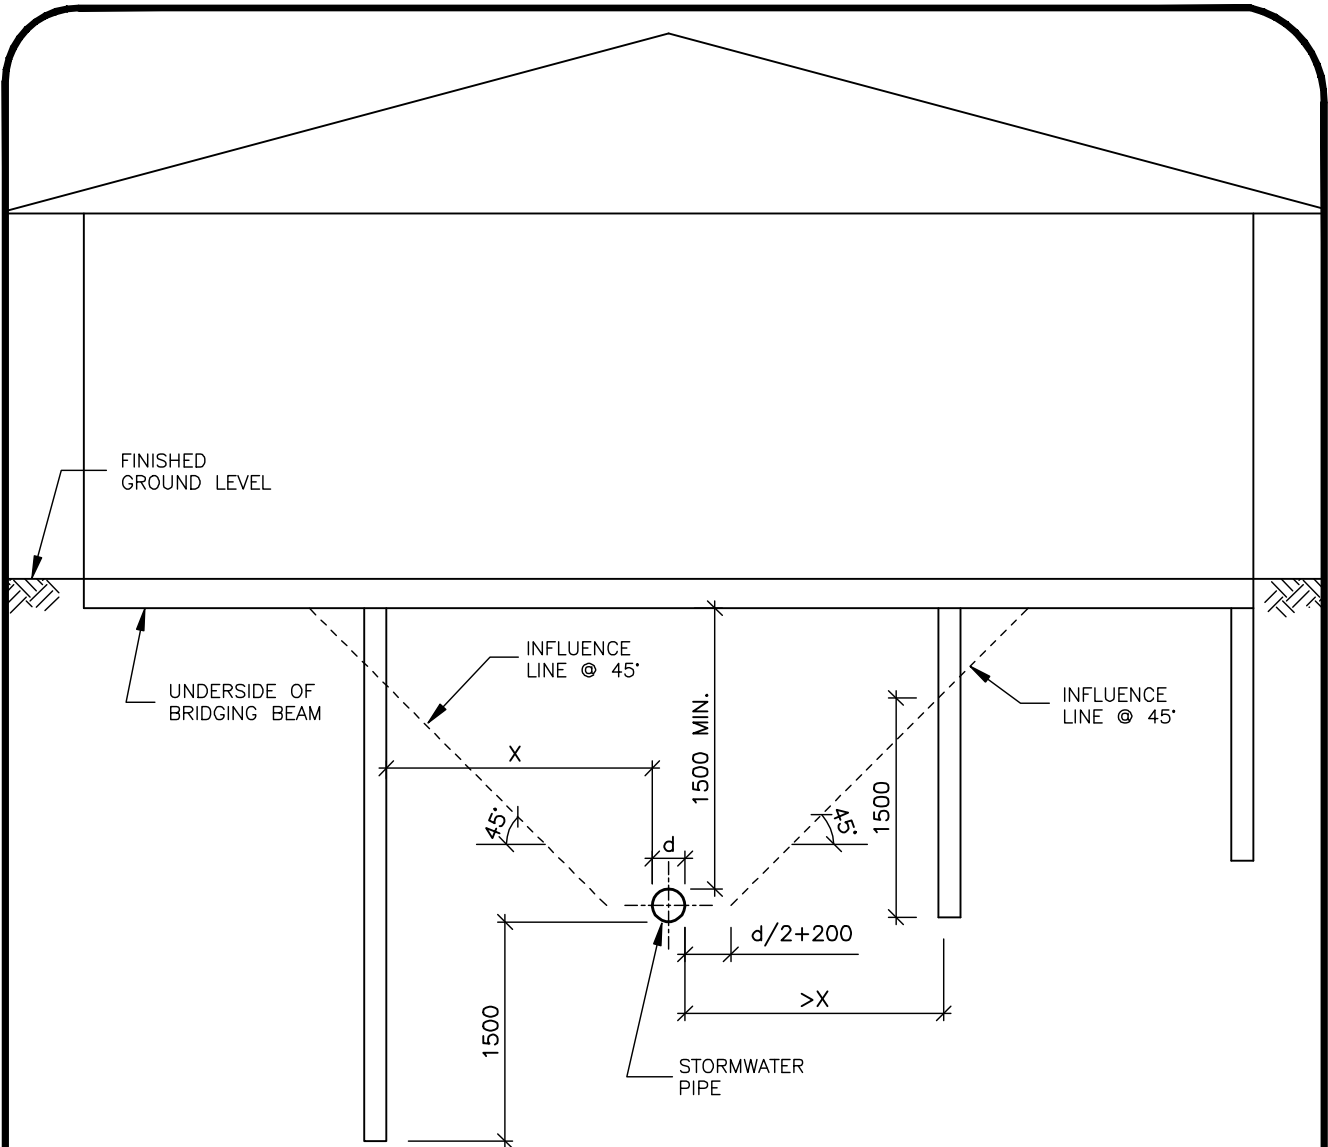 FINISHED
GROUND LEVEL
INFLUENCE
LINE @ 45°
UNDERSIDE OF
BRIDGING BEAM
INFLUENCE
LINE @ 45°
1500 MIN.
X
1500
45°
45°
d
d/2+200
>X
1500
STORMWATER
PIPE